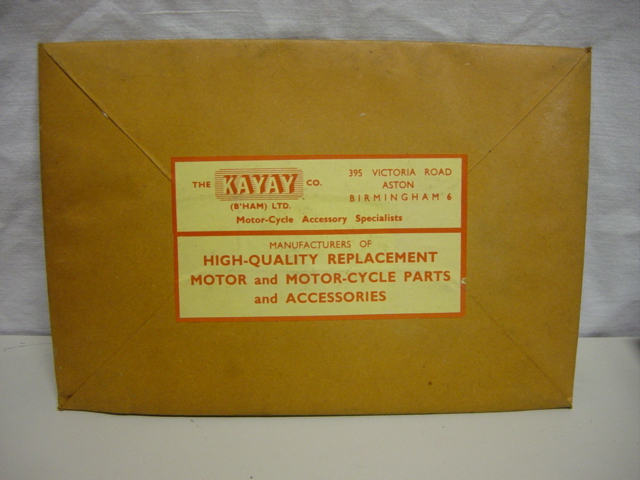 THE KAYAY CO.
(B'HAM) LTD.
395 VICTORIA ROAD
ASTON
BIRMINGHAM 6
Motor-Cycle Accessory Specialists
MANUFACTURERS OF
HIGH-QUALITY REPLACEMENT
MOTOR and MOTOR-CYCLE PARTS
and ACCESSORIES